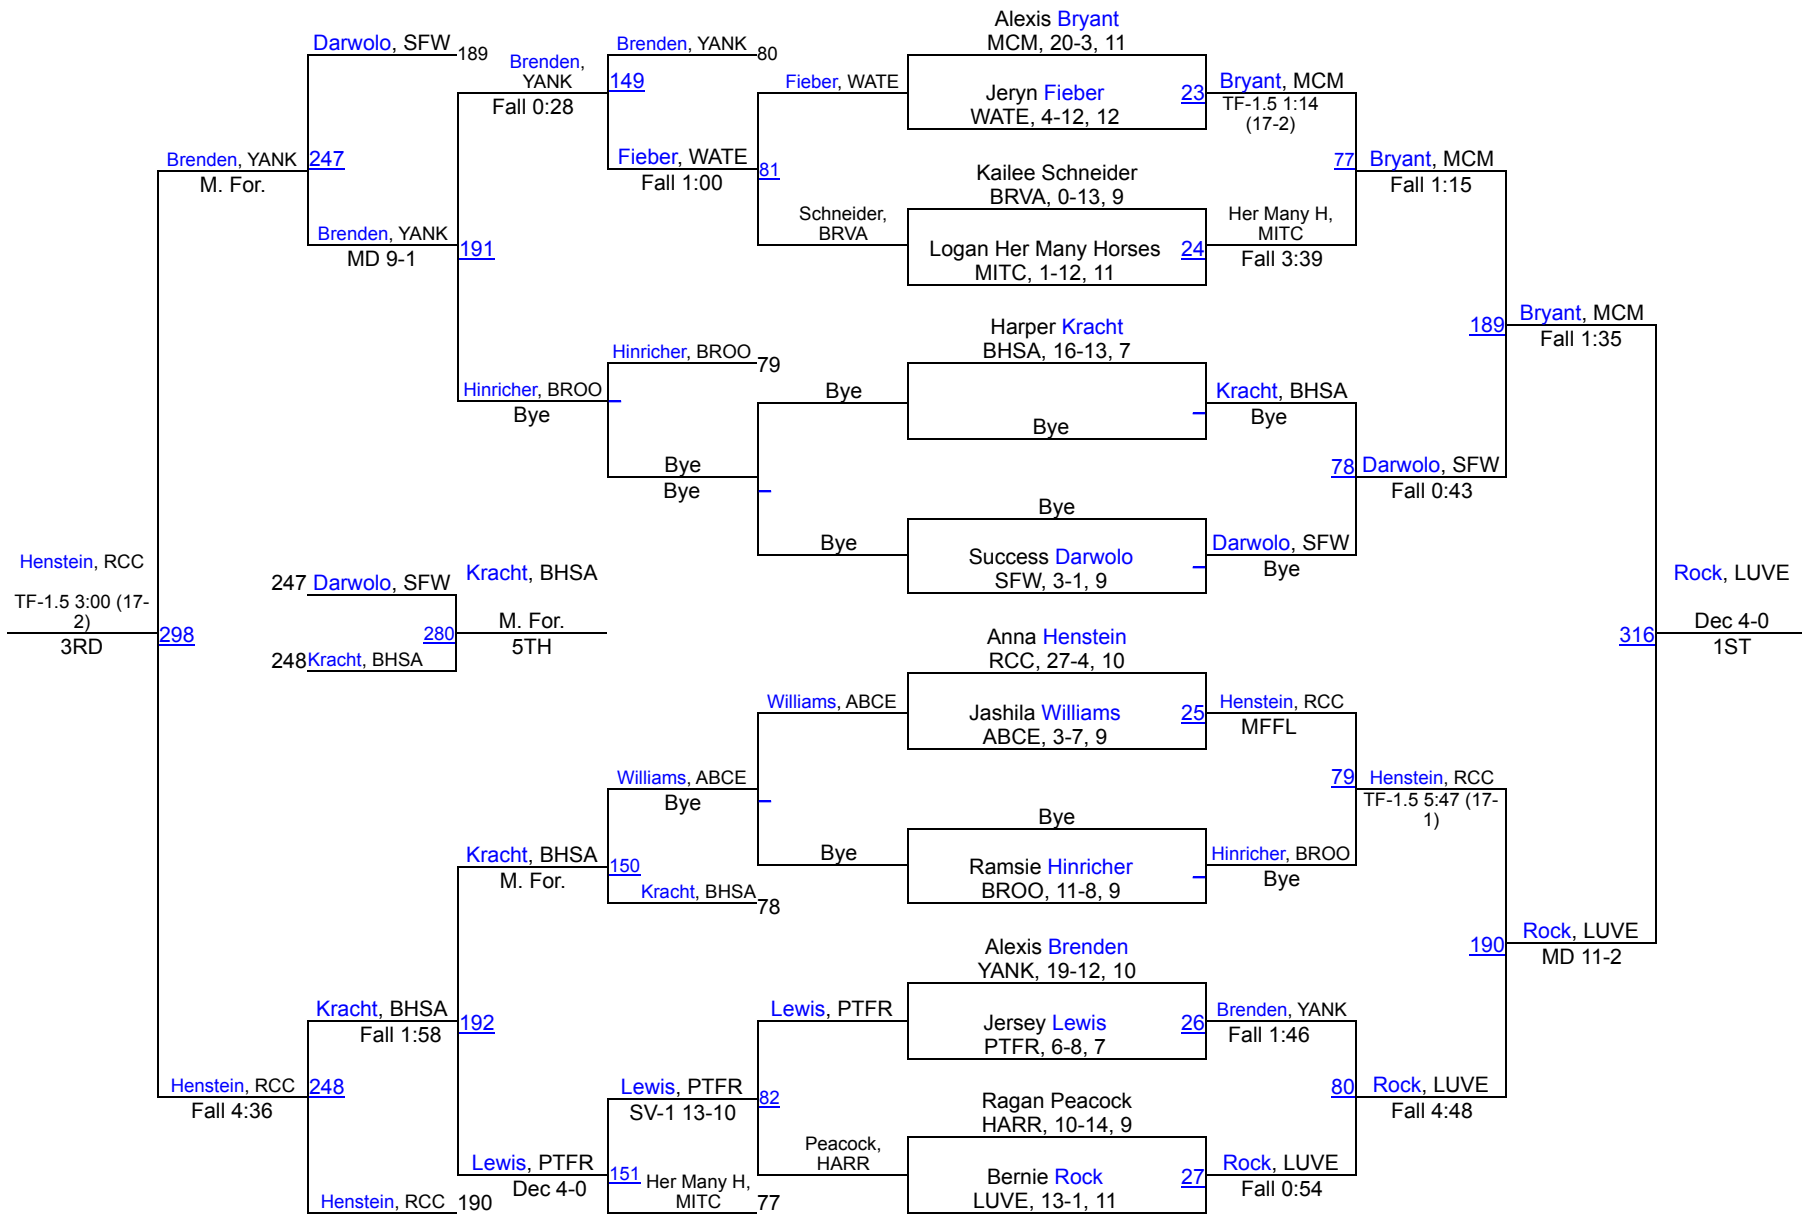 Alexis Bryant
MCM, 20-3, 11
Darwolo, SFW
189
Brenden,
YANK
Fall 0:28
Brenden, YANK
80
149
Fieber, WATE
Jeryn Fieber
WATE, 4-12, 12
23
Bryant, MCM
TF-1.5 1:14
(17-2)
Brenden, YANK
M. For.
247
Fieber, WATE
Fall 1:00
81
Kailee Schneider
BRVA, 0-13, 9
77
Bryant, MCM
Fall 1:15
Brenden, YANK
MD 9-1
191
Schneider,
BRVA
Logan Her Many Horses
MITC, 1-12, 11
24
Her Many H,
MITC
Fall 3:39
Harper Kracht
BHSA, 16-13, 7
189
Bryant, MCM
Fall 1:35
Hinricher, BROO
79
Hinricher, BROO
Bye
Bye
Bye
Kracht, BHSA
Bye
Bye
Bye
78
Darwolo, SFW
Fall 0:43
Bye
Bye
Success Darwolo
SFW, 3-1, 9
Darwolo, SFW
Bye
Henstein, RCC
TF-1.5 3:00 (17-
2)
3RD
298
247
Darwolo, SFW
Kracht, BHSA
280
M. For.
5TH
248
Kracht, BHSA
Rock, LUVE
316
Dec 4-0
1ST
Anna Henstein
RCC, 27-4, 10
Williams, ABCE
Jashila Williams
ABCE, 3-7, 9
25
Henstein, RCC
MFFL
Williams, ABCE
Bye
79
Henstein, RCC
TF-1.5 5:47 (17-
1)
Bye
Kracht, BHSA
M. For.
150
Bye
Ramsie Hinricher
BROO, 11-8, 9
Hinricher, BROO
Bye
Kracht, BHSA
78
Alexis Brenden
YANK, 19-12, 10
190
Rock, LUVE
MD 11-2
Kracht, BHSA
Fall 1:58
192
Lewis, PTFR
Jersey Lewis
PTFR, 6-8, 7
26
Brenden, YANK
Fall 1:46
Henstein, RCC
Fall 4:36
248
Lewis, PTFR
SV-1 13-10
82
Ragan Peacock
HARR, 10-14, 9
80
Rock, LUVE
Fall 4:48
Lewis, PTFR
Dec 4-0
151
Her Many H,
MITC
77
Peacock,
HARR
Bernie Rock
LUVE, 13-1, 11
27
Rock, LUVE
Fall 0:54
Henstein, RCC
190